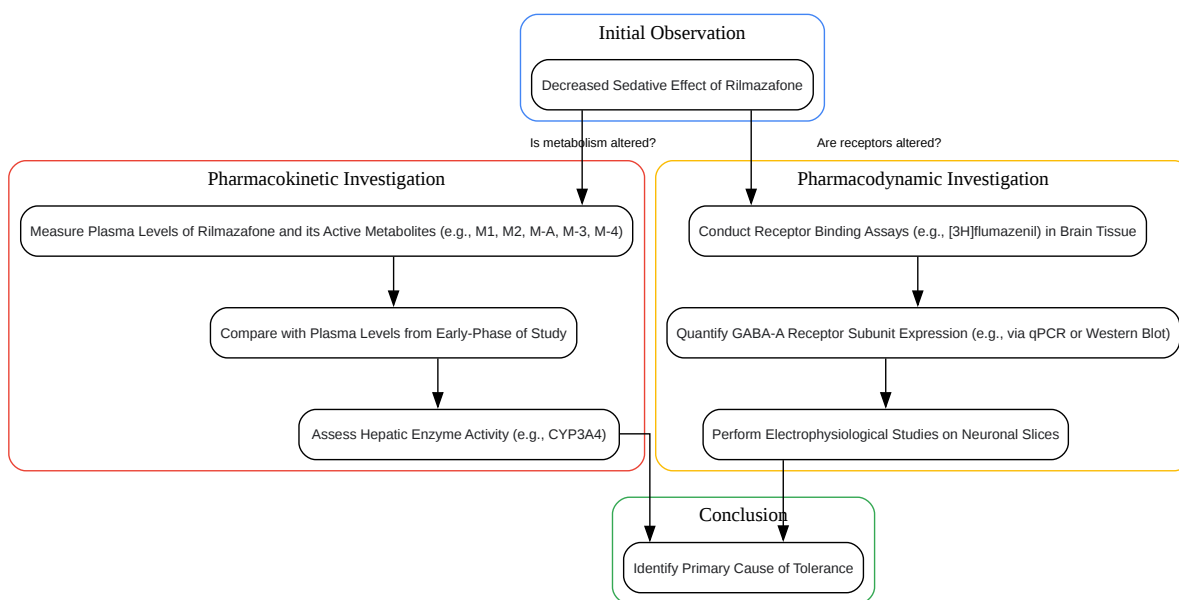 Initial Observation
Decreased Sedative Effect of Rilmazafone
Is metabolism altered?
Are receptors altered?
Pharmacokinetic Investigation
Measure Plasma Levels of Rilmazafone and its Active Metabolites (e.g., M1, M2, M-A, M-3, M-4)
Compare with Plasma Levels from Early-Phase of Study
Assess Hepatic Enzyme Activity (e.g., CYP3A4)
Pharmacodynamic Investigation
Conduct Receptor Binding Assays (e.g., [3H]flumazenil) in Brain Tissue
Quantify GABA-A Receptor Subunit Expression (e.g., via qPCR or Western Blot)
Perform Electrophysiological Studies on Neuronal Slices
Conclusion
Identify Primary Cause of Tolerance